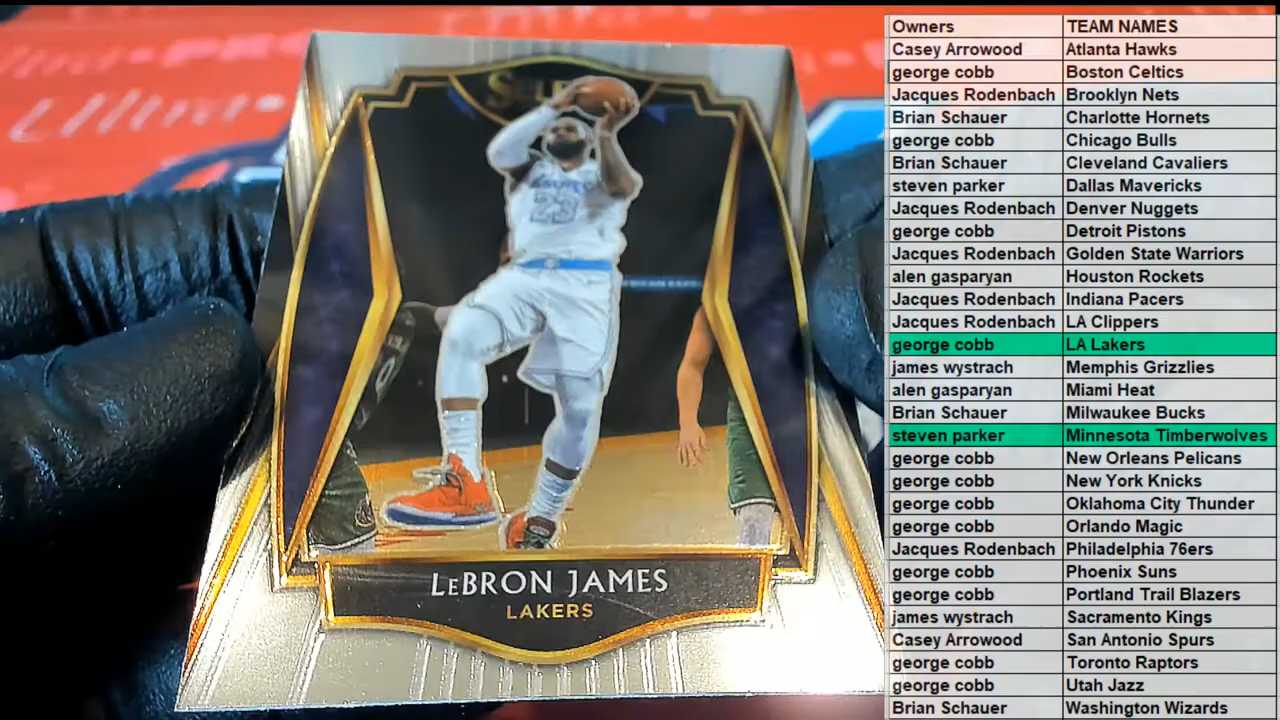 Ultra
SELECT
LAKERS
23
LEBRON JAMES
LAKERS
Owners TEAM NAMES
Casey Arrowood Atlanta Hawks
george cobb Boston Celtics
Jacques Rodenbach Brooklyn Nets
Brian Schauer Charlotte Hornets
george cobb Chicago Bulls
Brian Schauer Cleveland Cavaliers
steven parker Dallas Mavericks
Jacques Rodenbach Denver Nuggets
george cobb Detroit Pistons
Jacques Rodenbach Golden State Warriors
alen gasparyan Houston Rockets
Jacques Rodenbach Indiana Pacers
Jacques Rodenbach LA Clippers
george cobb LA Lakers
james wystrach Memphis Grizzlies
alen gasparyan Miami Heat
Brian Schauer Milwaukee Bucks
steven parker Minnesota Timberwolves
george cobb New Orleans Pelicans
george cobb New York Knicks
george cobb Oklahoma City Thunder
george cobb Orlando Magic
Jacques Rodenbach Philadelphia 76ers
george cobb Phoenix Suns
george cobb Portland Trail Blazers
james wystrach Sacramento Kings
Casey Arrowood San Antonio Spurs
george cobb Toronto Raptors
george cobb Utah Jazz
Brian Schauer Washington Wizards